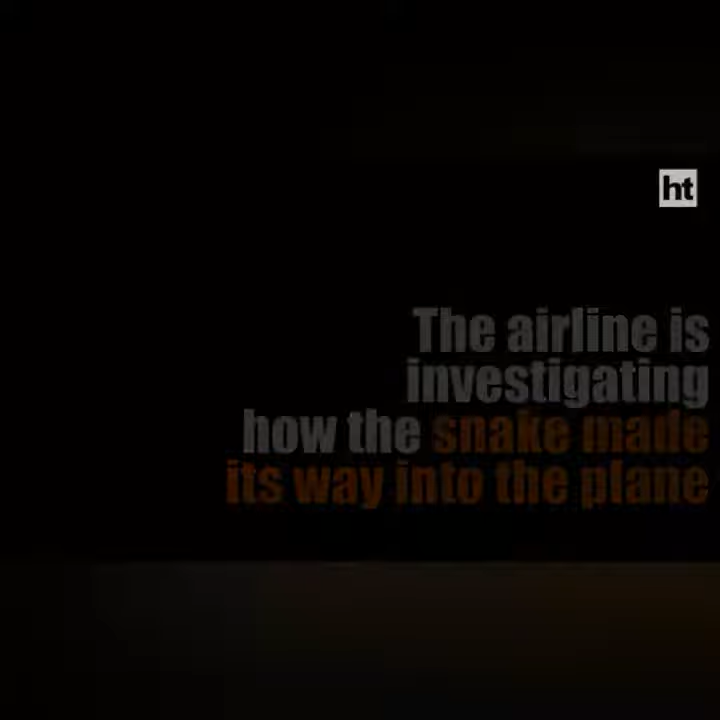 ht
The airline is
investigating
how the snake made
its way into the plane